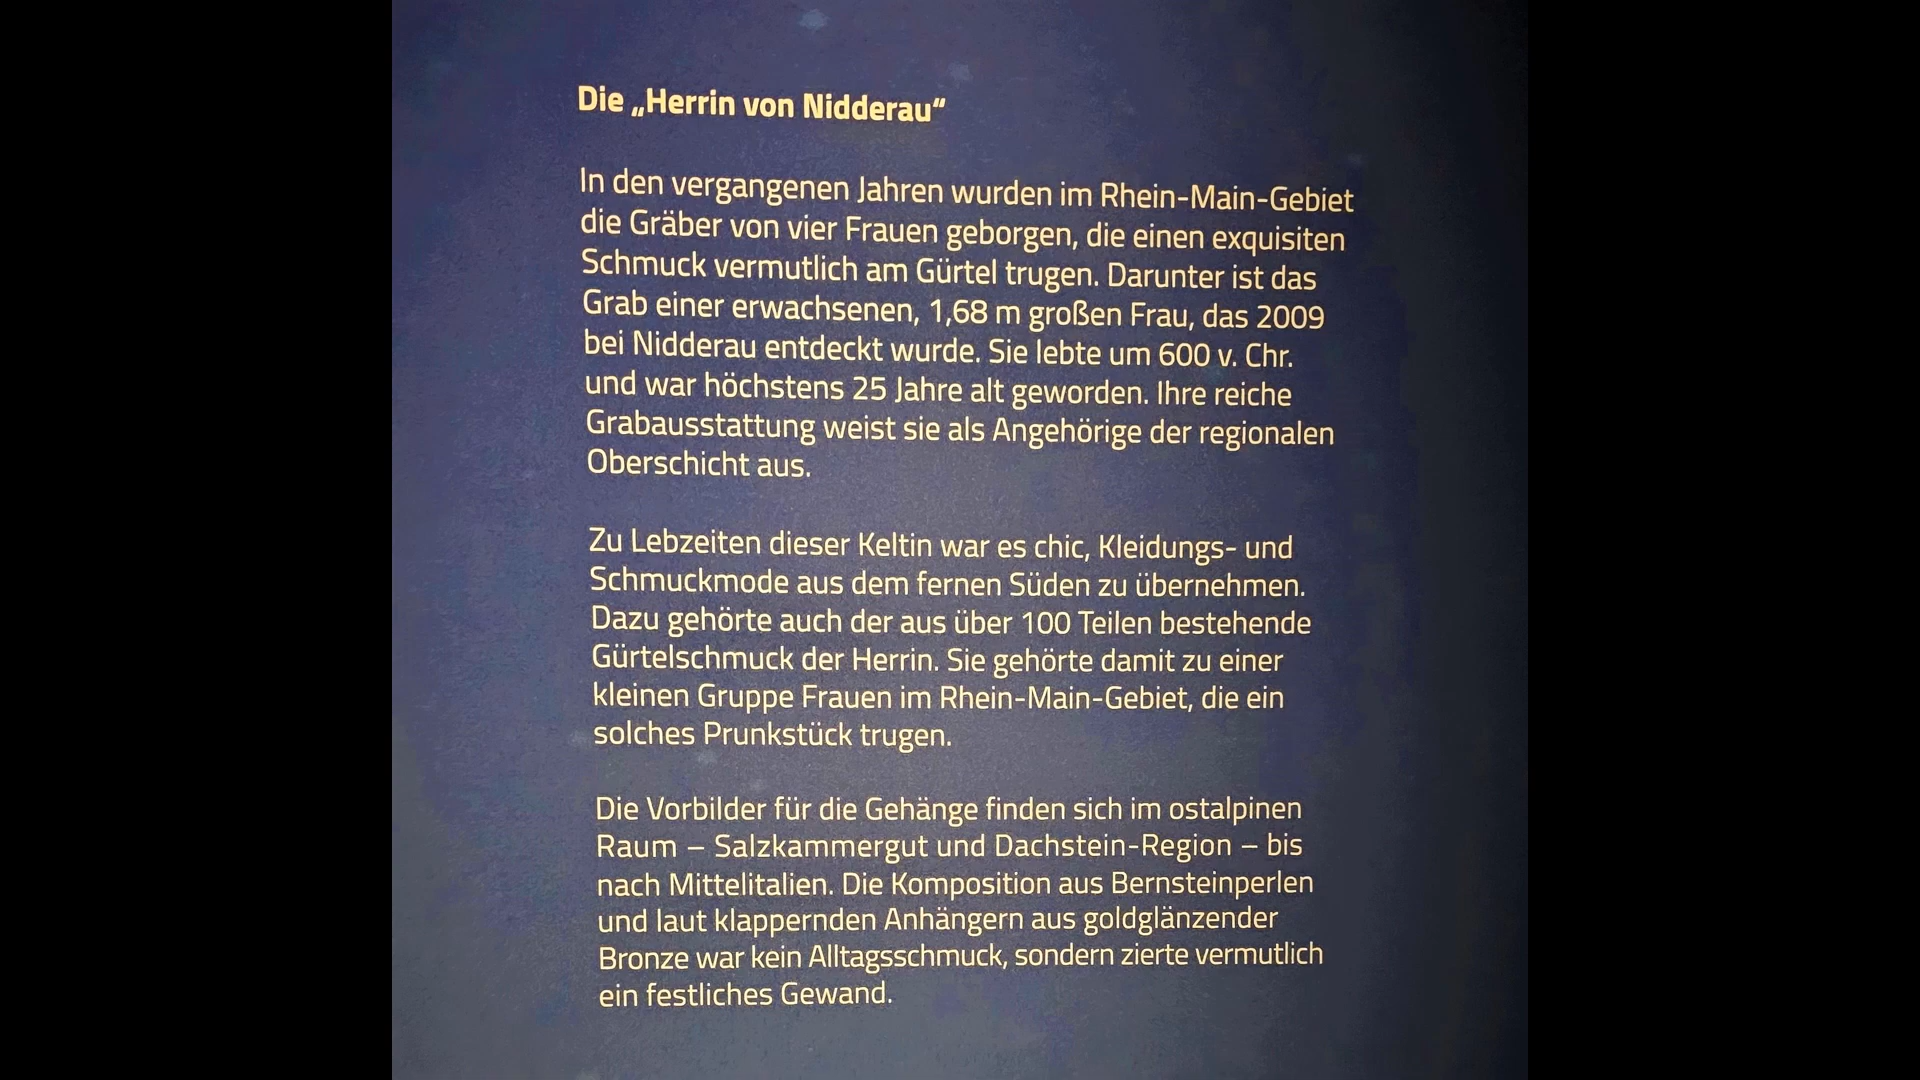 Die „Herrin von Nidderau“
In den vergangenen Jahren wurden im Rhein-Main-Gebiet
die Gräber von vier Frauen geborgen, die einen exquisiten
Schmuck vermutlich am Gürtel trugen. Darunter ist das
Grab einer erwachsenen, 1,68 m großen Frau, das 2009
bei Nidderau entdeckt wurde. Sie lebte um 600 v. Chr.
und war höchstens 25 Jahre alt geworden. Ihre reiche
Grabausstattung weist sie als Angehörige der regionalen
Oberschicht aus.
Zu Lebzeiten dieser Keltin war es chic, Kleidungs- und
Schmuckmode aus dem fernen Süden zu übernehmen.
Dazu gehörte auch der aus über 100 Teilen bestehende
Gürtelschmuck der Herrin. Sie gehörte damit zu einer
kleinen Gruppe Frauen im Rhein-Main-Gebiet, die ein
solches Prunkstück trugen.
Die Vorbilder für die Gehänge finden sich im ostalpinen
Raum – Salzkammergut und Dachstein-Region – bis
nach Mittelitalien. Die Komposition aus Bernsteinperlen
und laut klappernden Anhängern aus goldglänzender
Bronze war kein Alltagsschmuck, sondern zierte vermutlich
ein festliches Gewand.